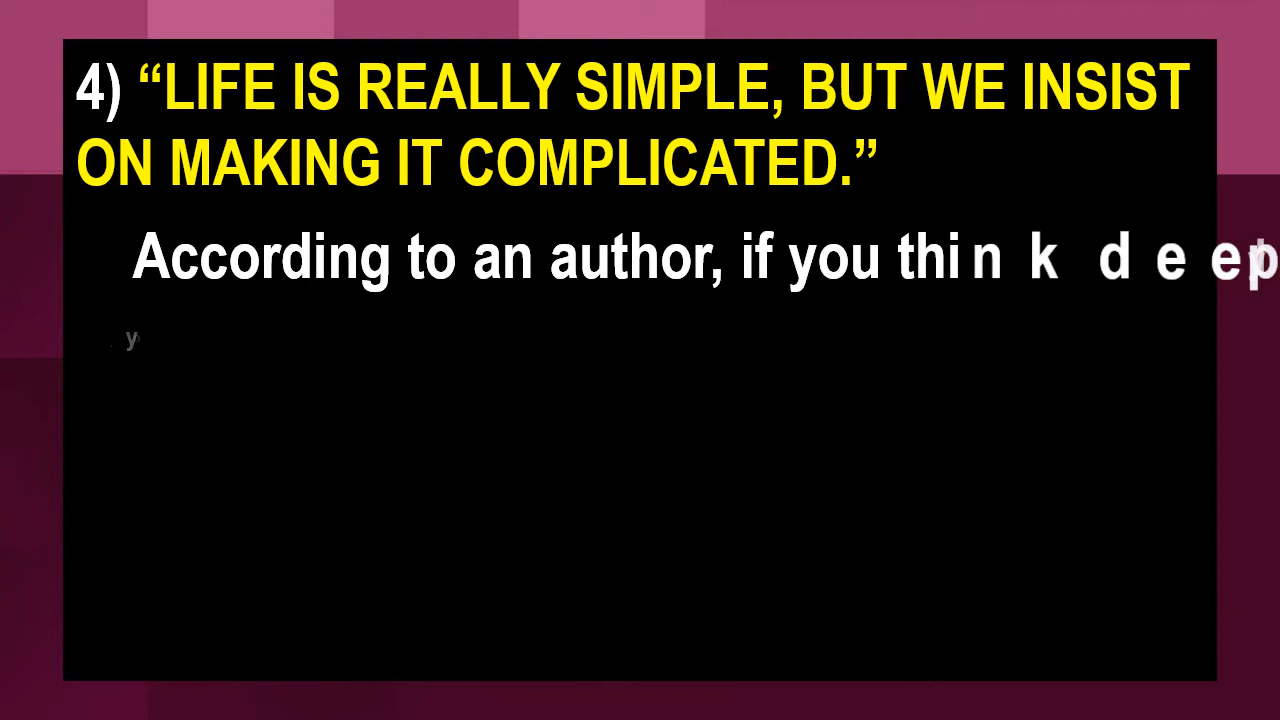 4) “LIFE IS REALLY SIMPLE, BUT WE INSIST
ON MAKING IT COMPLICATED.”
According to an author, if you think deep
y